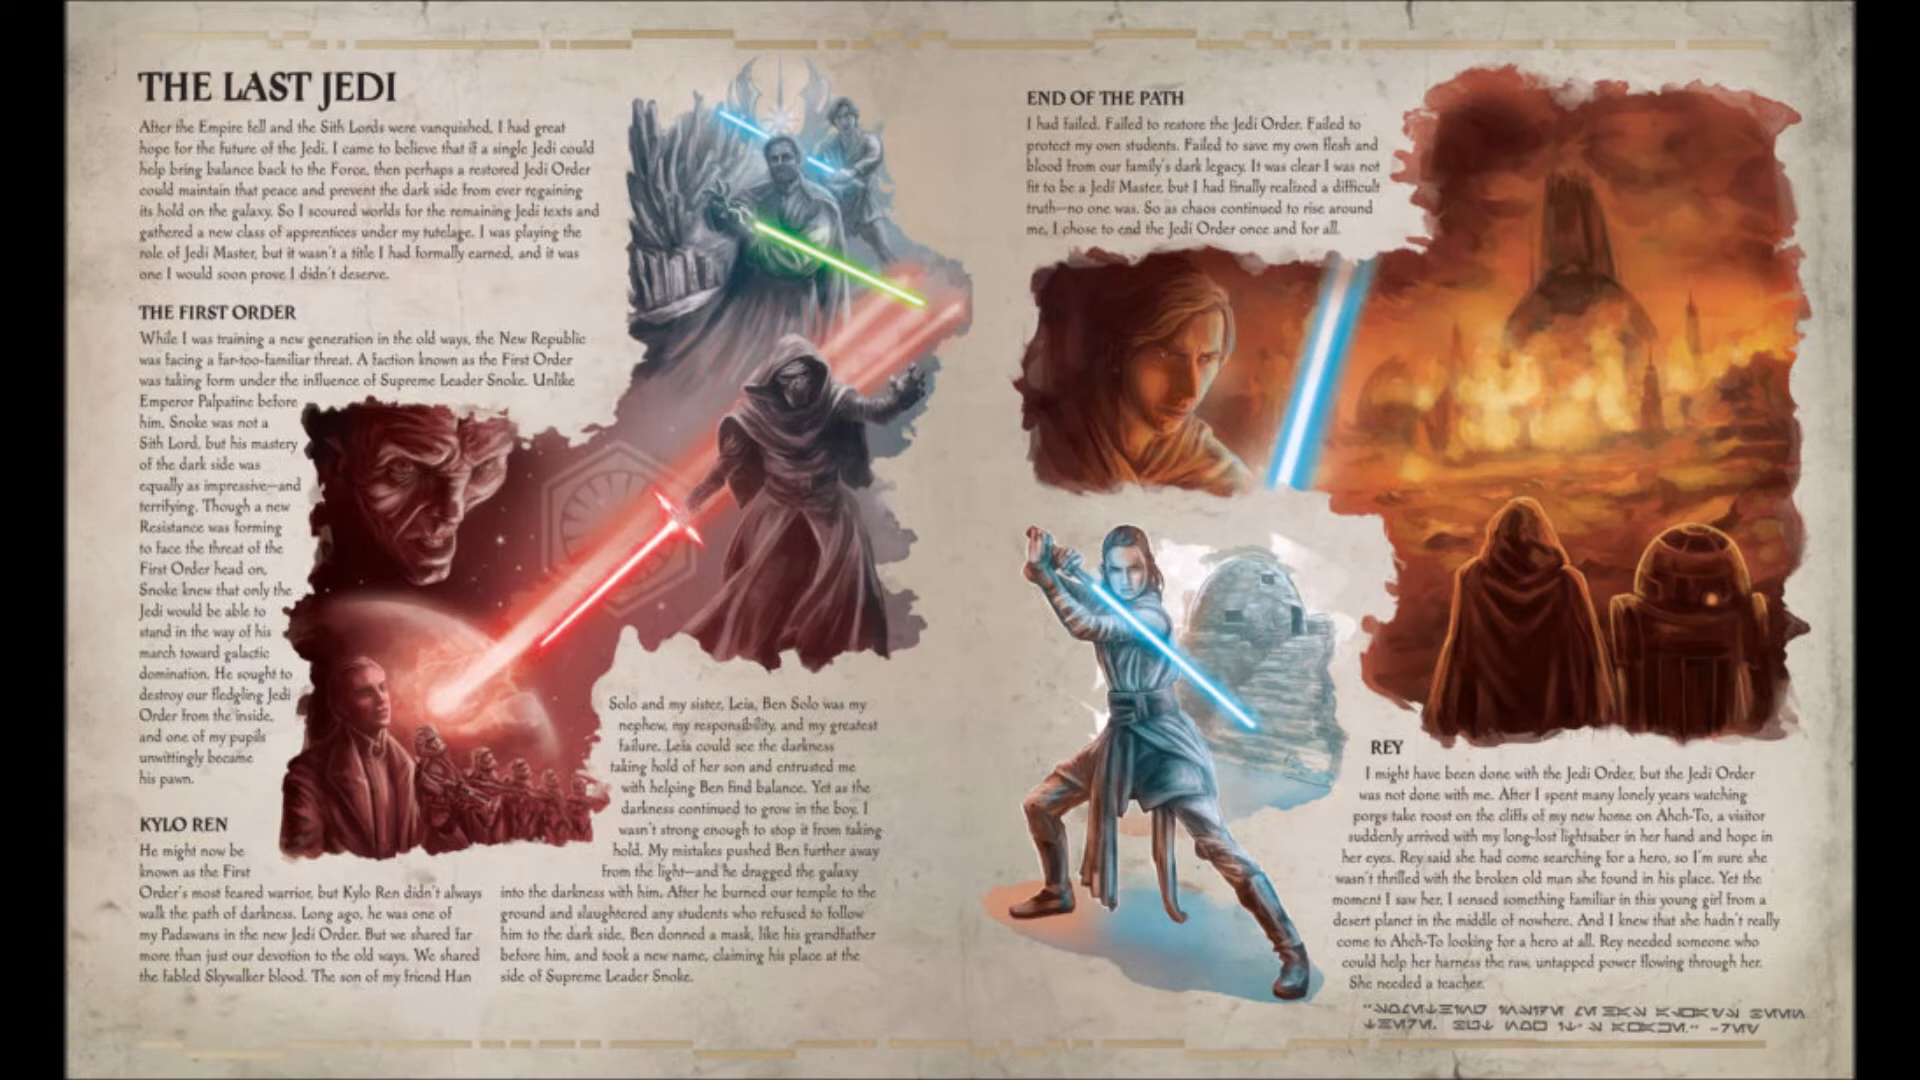 THE LAST JEDI
After the Empire fell and the Sith Lords were vanquished, I had great
hope for the future of the Jedi. I came to believe that if a single Jedi could
help bring balance back to the Force, then perhaps a restored Jedi Order
could maintain that peace and prevent the dark side from ever regaining
its hold on the galaxy. So I scoured worlds for the remaining Jedi texts and
gathered a new class of apprentices under my tutelage. I was playing the
role of Jedi Master, but it wasn't a title I had formally earned, and it was
one I would soon prove I didn't deserve.
THE FIRST ORDER
While I was training a new generation in the old ways, the New Republic
was facing a far-too-familiar threat. A faction known as the First Order
was taking form under the influence of Supreme Leader Snoke. Unlike
Emperor Palpatine before
him, Snoke was not a
Sith Lord, but his mastery
of the dark side was
equally as impressive—and
terrifying. Though a new
Resistance was forming
to face the threat of the
First Order head on,
Snoke knew that only the
Jedi would be able to
stand in the way of his
march toward galactic
domination. He sought to
destroy our fledgling Jedi
Order from the inside,
and one of my pupils
unwittingly became
his pawn.
KYLO REN
He might now be
known as the First
Order's most feared warrior, but Kylo Ren didn't always
walk the path of darkness. Long ago, he was one of
my Padawans in the new Jedi Order. But we shared far
more than just our devotion to the old ways. We shared
the fabled Skywalker blood. The son of my friend Han
Solo and my sister, Leia, Ben Solo was my
nephew, my responsibility, and my greatest
failure. Leia could see the darkness
taking hold of her son and entrusted me
with helping Ben find balance. Yet as the
darkness continued to grow in the boy, I
wasn't strong enough to stop it from taking
hold. My mistakes pushed Ben further away
from the light—and he dragged the galaxy
into the darkness with him. After he burned our temple to the
ground and slaughtered any students who refused to follow
him to the dark side, Ben donned a mask, like his grandfather
before him, and took a new name, claiming his place at the
side of Supreme Leader Snoke.
END OF THE PATH
I had failed. Failed to restore the Jedi Order. Failed to
protect my own students. Failed to save my own flesh and
blood from our family's dark legacy. It was clear I was not
fit to be a Jedi Master, but I had finally realized a difficult
truth—no one was. So as chaos continued to rise around
me, I chose to end the Jedi Order once and for all.
REY
I might have been done with the Jedi Order, but the Jedi Order
was not done with me. After I spent many lonely years watching
porgs take roost on the cliffs of my new home on Ahch-To, a visitor
suddenly arrived with my long-lost lightsaber in her hand and hope in
her eyes. Rey said she had come searching for a hero, so I'm sure she
wasn't thrilled with the broken old man she found in his place. Yet the
moment I saw her, I sensed something familiar in this young girl from a
desert planet in the middle of nowhere. And I knew that she hadn't really
come to Ahch-To looking for a hero at all. Rey needed someone who
could help her harness the raw, untapped power flowing through her.
She needed a teacher.